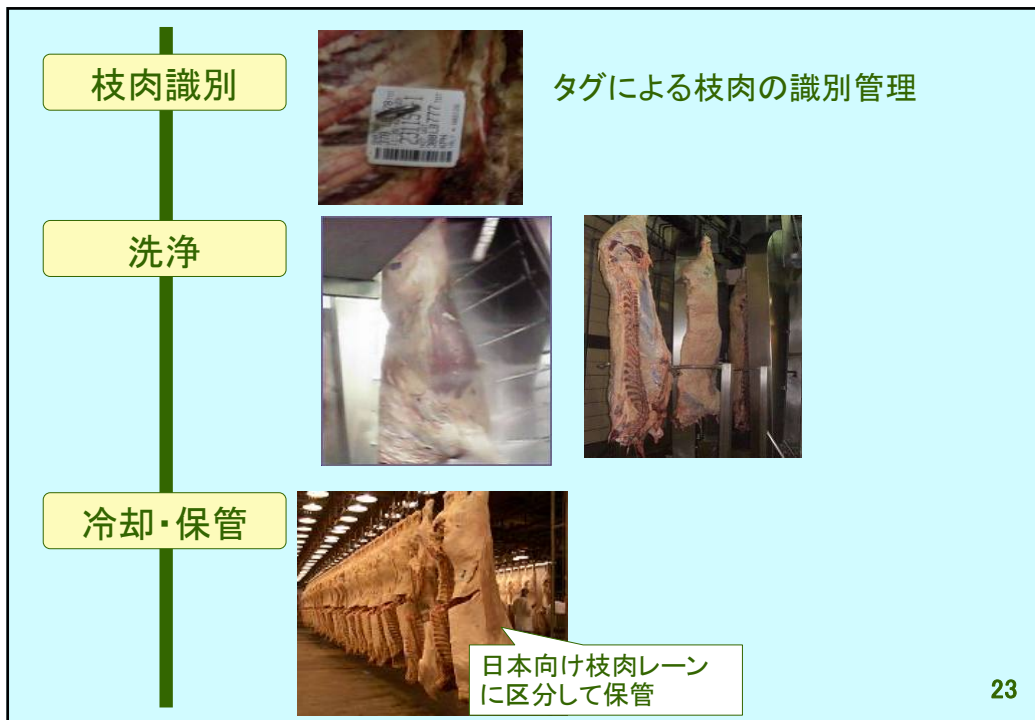 枝肉識別
タグによる枝肉の識別管理
洗浄
冷却・保管
日本向け枝肉レーン
に区分して保管
23